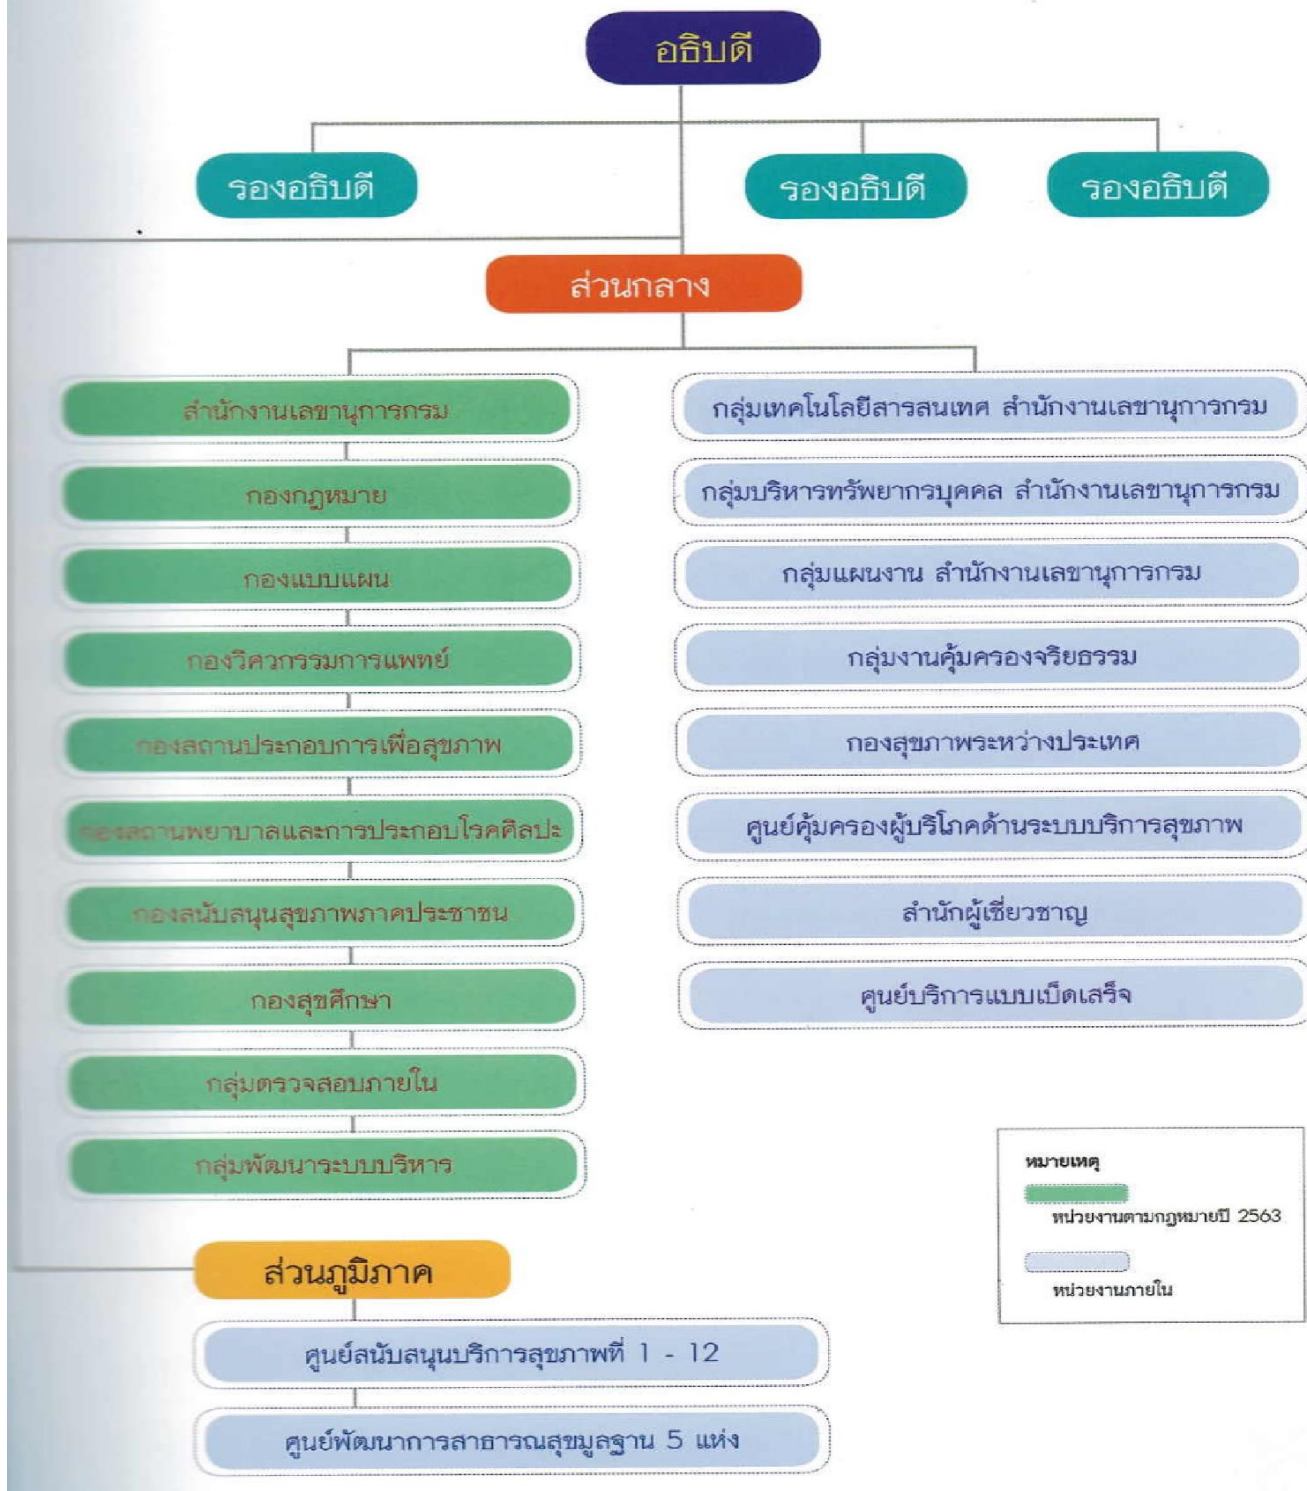 อธิบดี
รองอธิบดี
รองอธิบดี
รองอธิบดี
ส่วนกลาง
สำนักงานเลขานุการกรม
กองกฎหมาย
กองแบบแผน
กองวิศวกรรมการแพทย์
กองสถานประกอบการเพื่อสุขภาพ
กองสถานพยาบาลและการประกอบโรคศิลปะ
กองสนับสนุนสุขภาพภาคประชาชน
กองสุขศึกษา
กลุ่มตรวจสอบภายใน
กลุ่มพัฒนาระบบบริหาร
กลุ่มเทคโนโลยีสารสนเทศ สำนักงานเลขานุการกรม
กลุ่มบริหารทรัพยากรบุคคล สำนักงานเลขานุการกรม
กลุ่มแผนงาน สำนักงานเลขานุการกรม
กลุ่มงานคุ้มครองจริยธรรม
กองสุขภาพระหว่างประเทศ
ศูนย์คุ้มครองผู้บริโภคด้านระบบบริการสุขภาพ
สำนักผู้เชี่ยวชาญ
ศูนย์บริการแบบเบ็ดเสร็จ
หมายเหตุ
หน่วยงานตามกฎหมายปี 2563
หน่วยงานภายใน
ส่วนภูมิภาค
ศูนย์สนับสนุนบริการสุขภาพที่ 1 - 12
ศูนย์พัฒนาการสาธารณสุขมูลฐาน 5 แห่ง